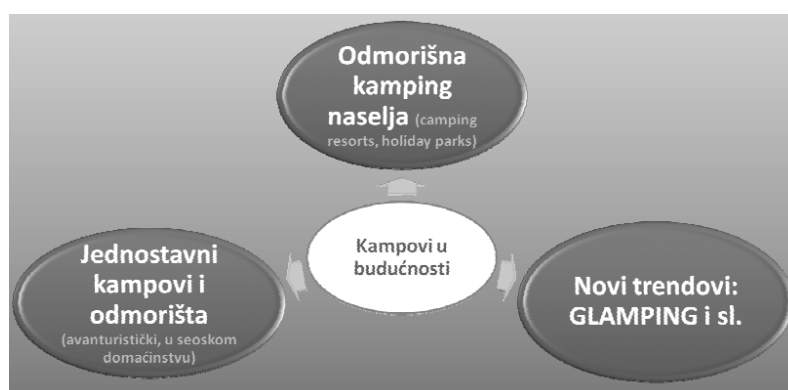 Odmorišna
kamping
naselja (camping
resorts, holiday parks)
Kampovi u
budućnosti
Jednostavni
kampovi i
odmorišta
(avanturistički, u seoskom
domaćinstvu)
Novi trendovi:
GLAMPING i sl.